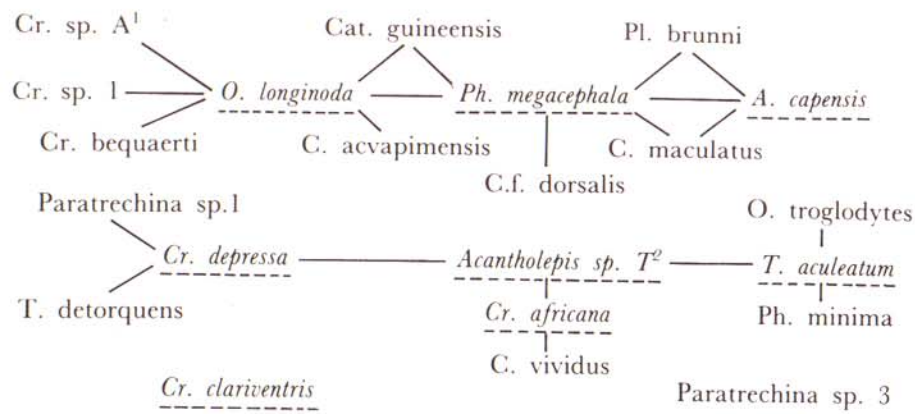 Cr. sp. A¹ Cat. guineensis Pl. brunni
Cr. sp. 1 O. longinoda Ph. megacephala A. capensis
Cr. bequaerti C. acvapimensis C. maculatus
C.f. dorsalis
Paratrechina sp.1 O. troglodytes
Cr. depressa Acantholepis sp. T² T. aculeatum
T. detorquens Cr. africana Ph. minima
C. vividus
Cr. clariventris Paratrechina sp. 3